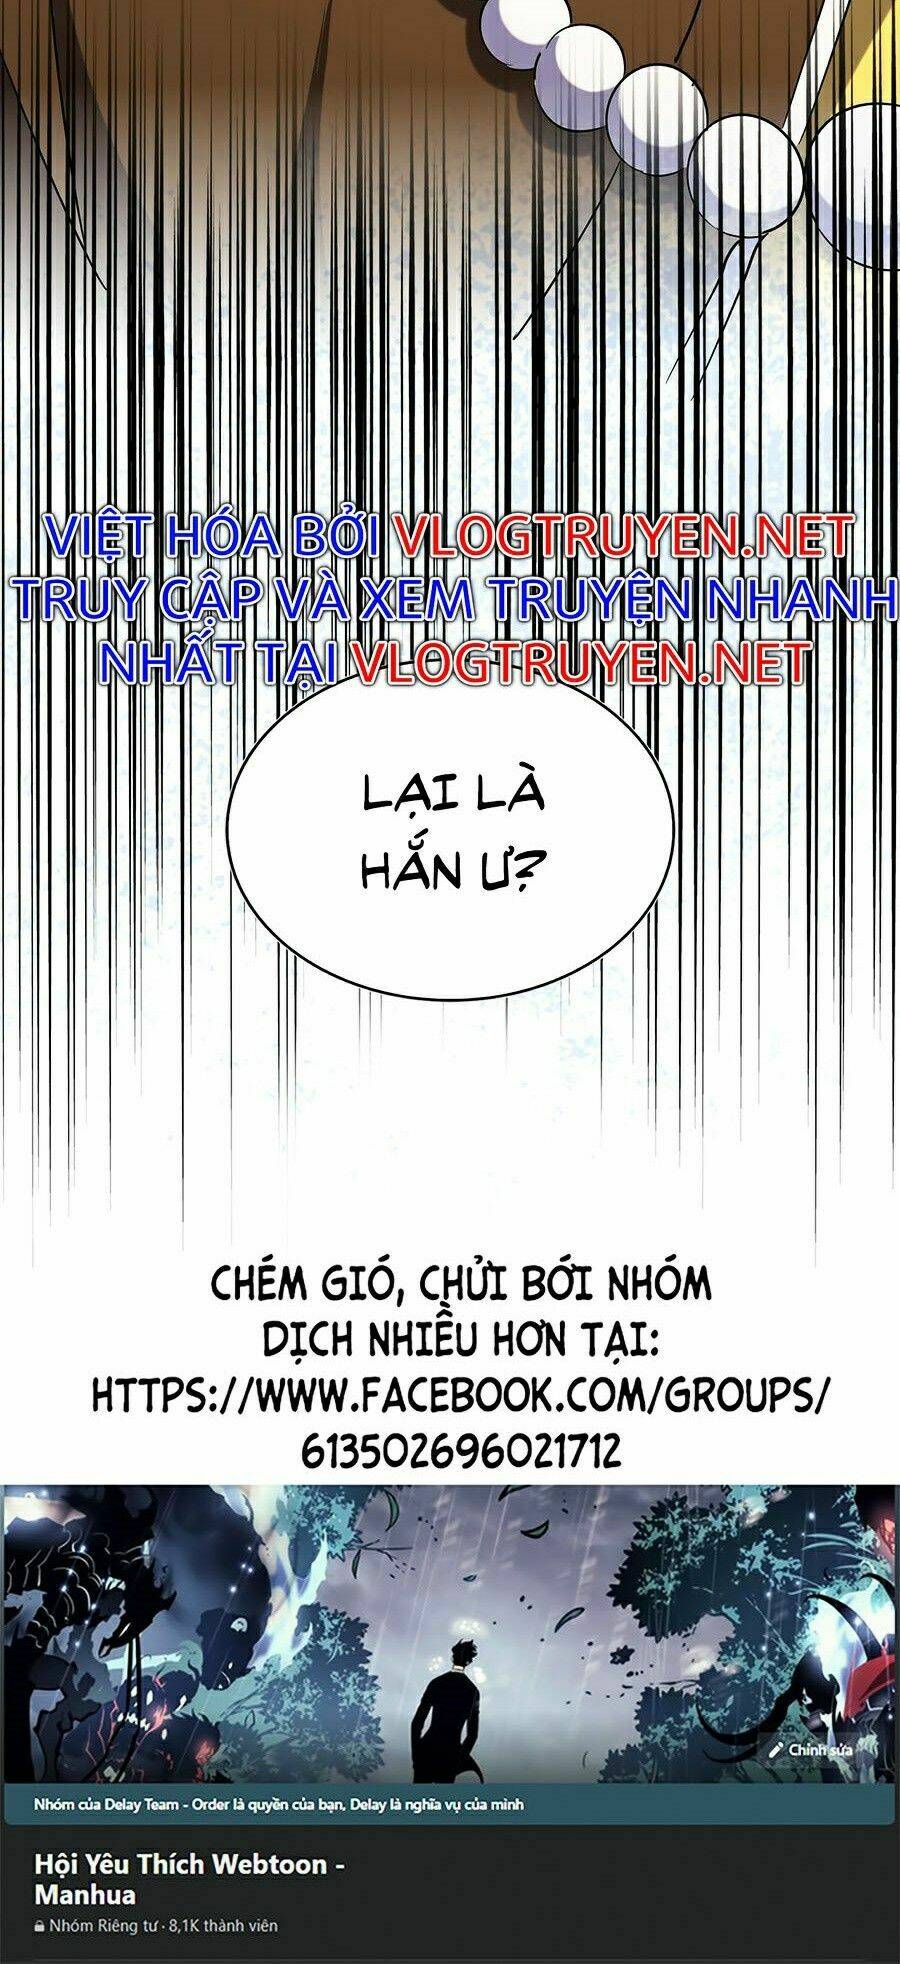 VIỆT HÓA BỞI VLOGTRUYEN.NET
TRUY CẬP VÀ XEM TRUYỆN NHANH
NHẤT TẠI VLOGTRUYEN.NET
LẠI LÀ
HẮN Ư?
CHÉM GIÓ, CHỬI BỚI NHÓM
DỊCH NHIỀU HƠN TẠI:
HTTPS://WWW.FACEBOOK.COM/GROUPS/
613502696021712
Chỉnh sửa
Nhóm của Delay Team - Order là quyền của bạn, Delay là nghĩa vụ của mình
Hội Yêu Thích Webtoon -
Manhua
Nhóm Riêng tư · 8,1K thành viên